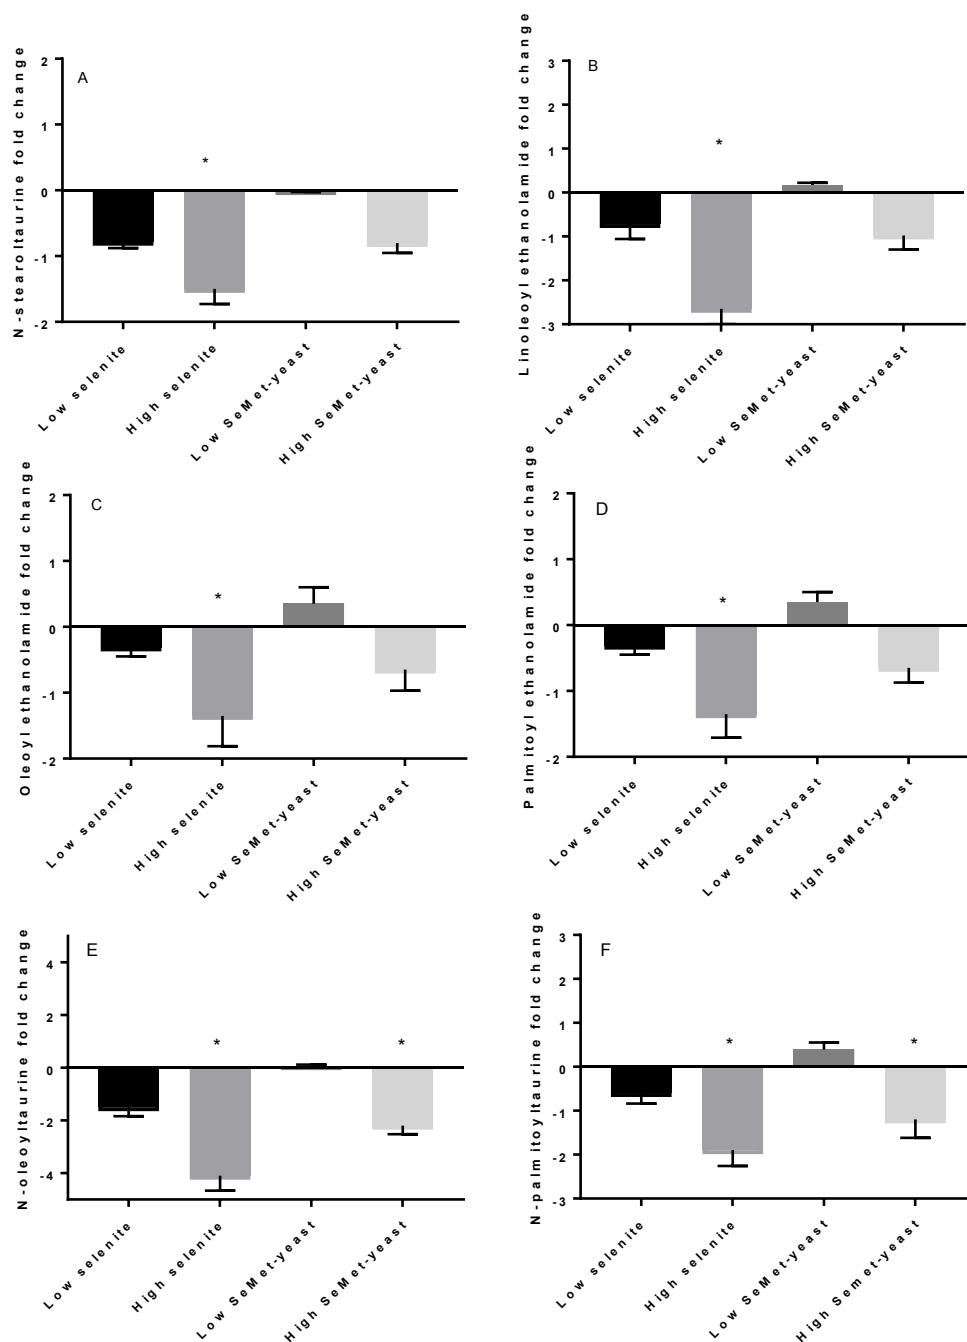 N-stearoltaurine fold change
A
2
1
0
-1
-2
*
Low selenite
High selenite
Low SeMet-yeast
High SeMet-yeast
Linoleoyl ethanolamide fold change
B
3
2
1
0
-1
-2
-3
*
Low selenite
High selenite
Low SeMet-yeast
High SeMet-yeast
Oleoyl ethanolamide fold change
C
2
1
0
-1
-2
*
Low selenite
High selenite
Low SeMet-yeast
High SeMet-yeast
Palmitoyl ethanolamide fold change
D
2
1
0
-1
-2
*
Low selenite
High selenite
Low SeMet-yeast
High SeMet-yeast
N-oleoyltaurine fold change
E
4
2
0
-2
-4
*
*
Low selenite
High selenite
Low SeMet-yeast
High SeMet-yeast
N-palmitoyltaurine fold change
F
3
2
1
0
-1
-2
-3
*
*
Low selenite
High selenite
Low SeMet-yeast
High Semet-yeast